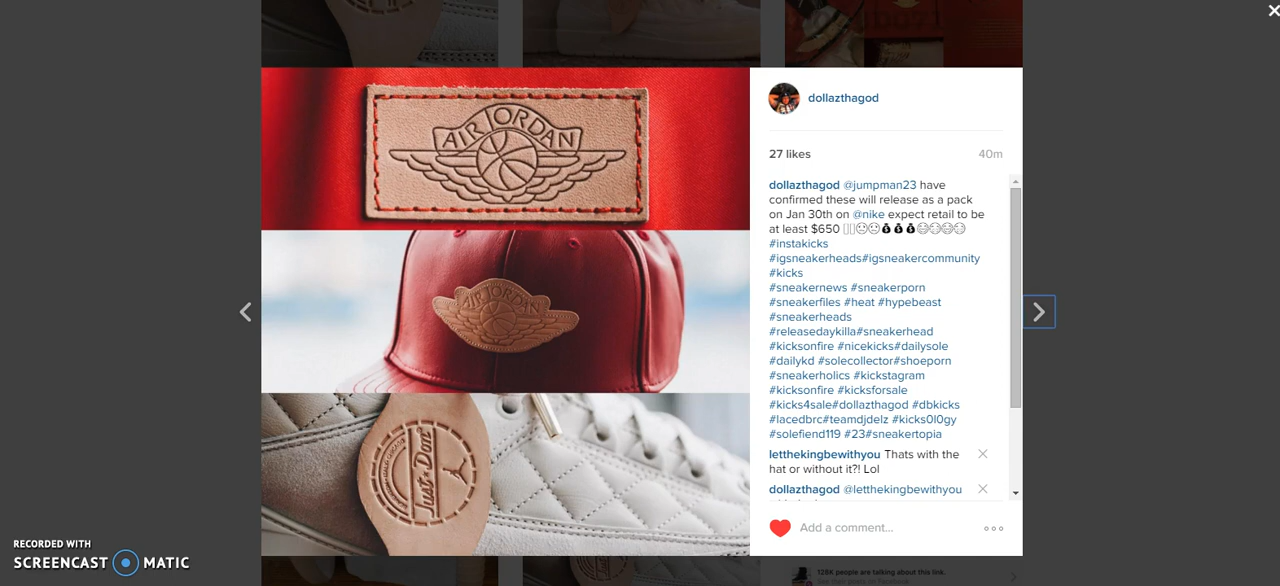 AIR JORDAN
AIR JORDAN
Just Don
dollazthagod
27 likes 40m
dollazthagod @jumpman23 have
confirmed these will release as a pack
on Jan 30th on @nike expect retail to be
at least $650
#instakicks
#igsneakerheads#igsneakercommunity
#kicks
#sneakernews #sneakerporn
#sneakerfiles #heat #hypebeast
#sneakerheads
#releasedaykilla#sneakerhead
#kicksonfire #nicekicks#dailysole
#dailykd #solecollector#shoeporn
#sneakerholics #kickstagram
#kicksonfire #kicksforsale
#kicks4sale#dollazthagod #dbkicks
#lacedbrc#teamdjdelz #kicks0l0gy
#solefiend119 #23#sneakertopia
letthekingbewithyou Thats with the
hat or without it?! Lol
dollazthagod @letthekingbewithyou
Add a comment...
RECORDED WITH
SCREENCAST MATIC
128K people are talking about this link.